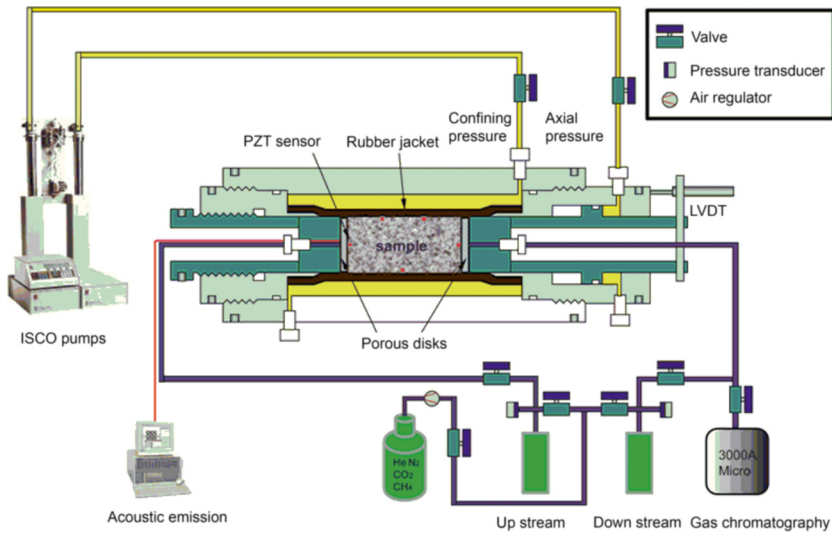 Valve
Pressure transducer
Air regulator
Confining
pressure
Axial
pressure
PZT sensor
Rubber jacket
LVDT
sample
ISCO pumps
Porous disks
He N2
CO2
CH4
3000A
Micro
Acoustic emission
Up stream
Down stream
Gas chromatography